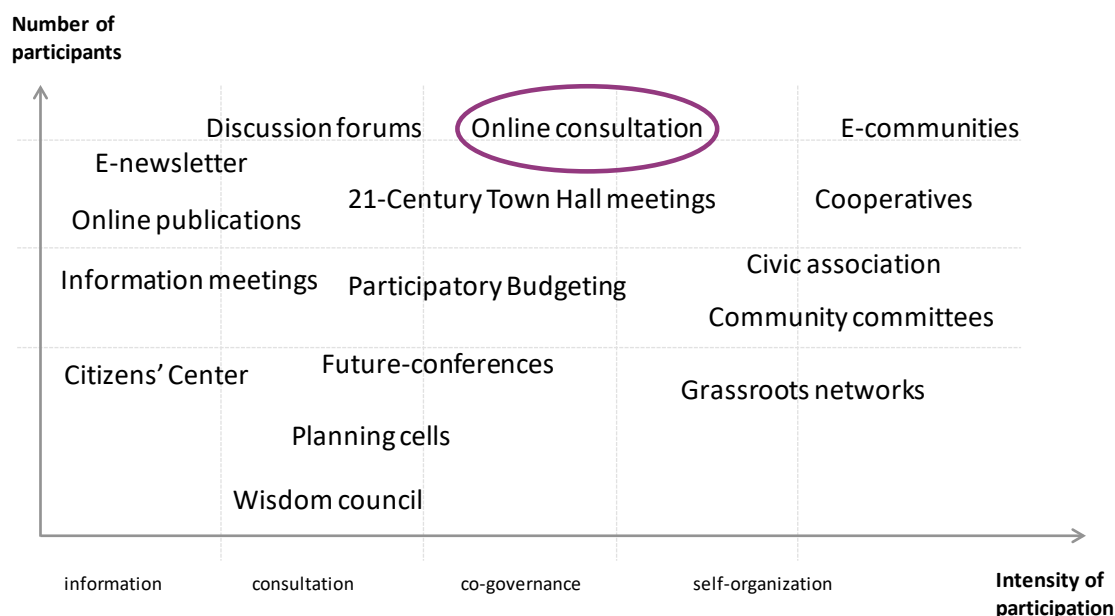 Number of
participants
Discussion forums
Online consultation
E-communities
E-newsletter
21-Century Town Hall meetings
Cooperatives
Online publications
Civic association
Information meetings
Participatory Budgeting
Community committees
Future-conferences
Citizens’ Center
Grassroots networks
Planning cells
Wisdom council
information
consultation
co-governance
self-organization
Intensity of
participation